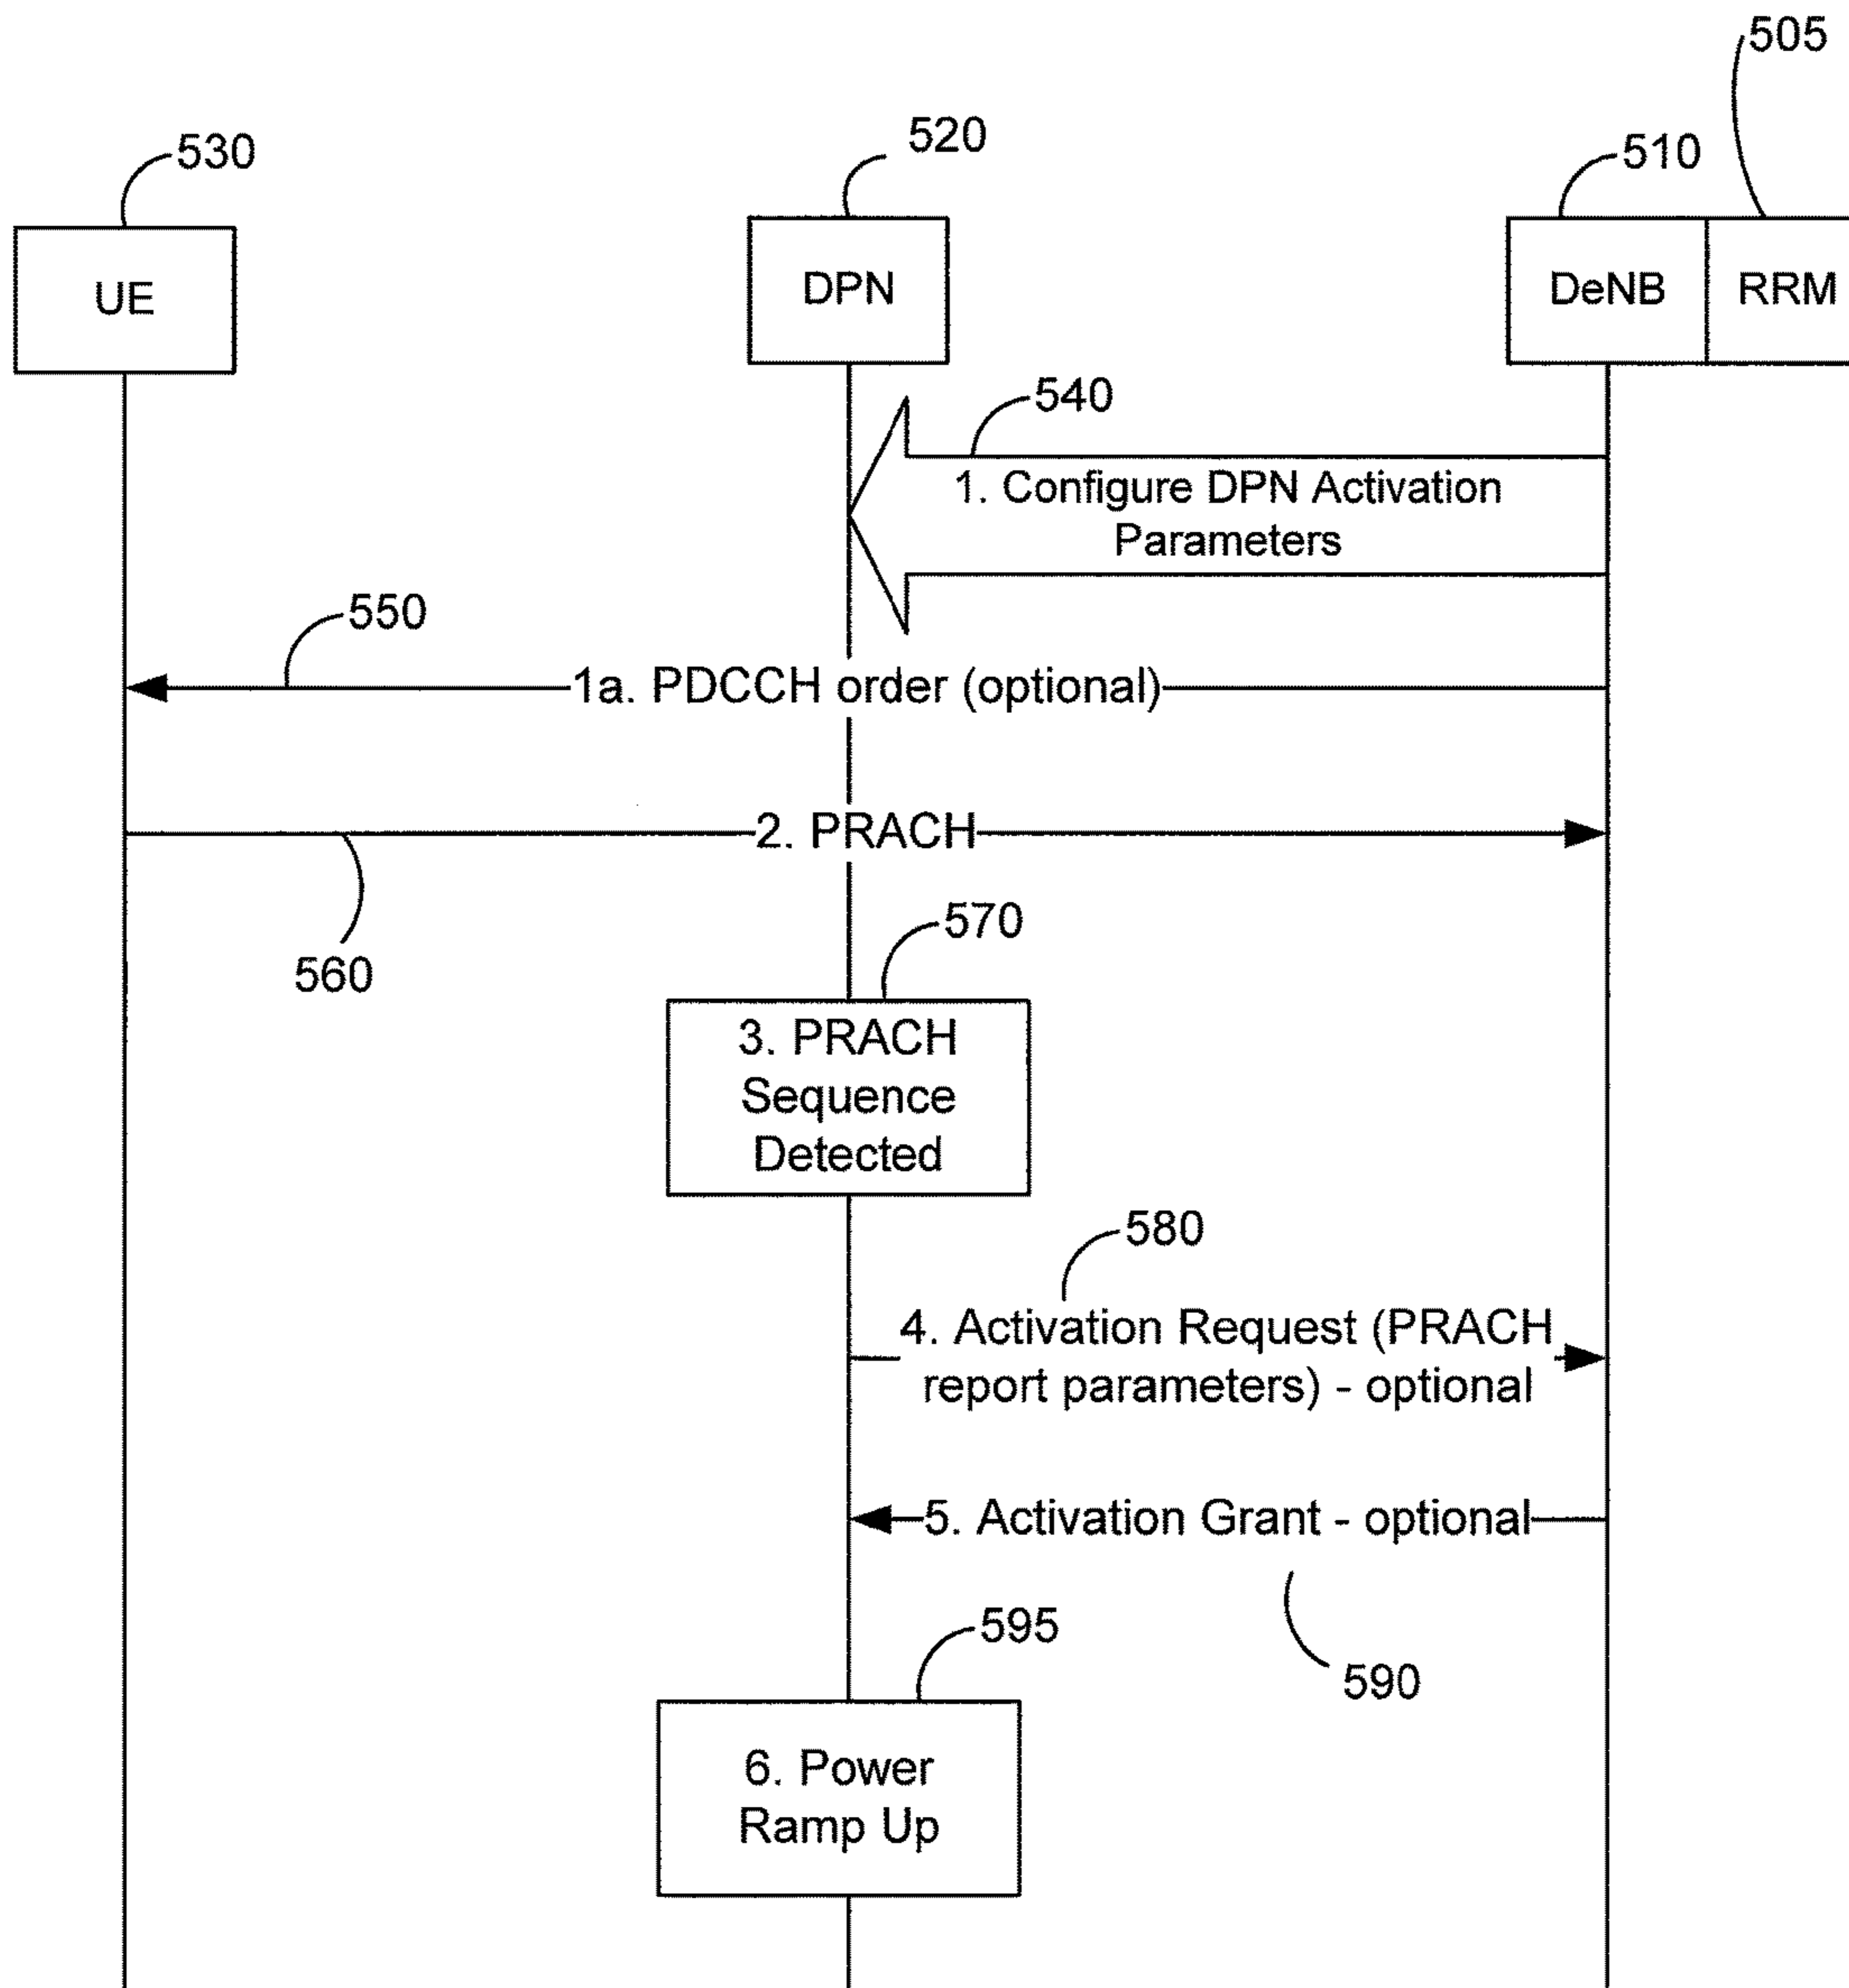 505
530
520
510
UE
DPN
DeNB
RRM
540
1. Configure DPN Activation
Parameters
550
1a. PDCCH order (optional)
2. PRACH
560
570
3. PRACH
Sequence
Detected
580
4. Activation Request (PRACH
report parameters) - optional
5. Activation Grant - optional
590
595
6. Power
Ramp Up